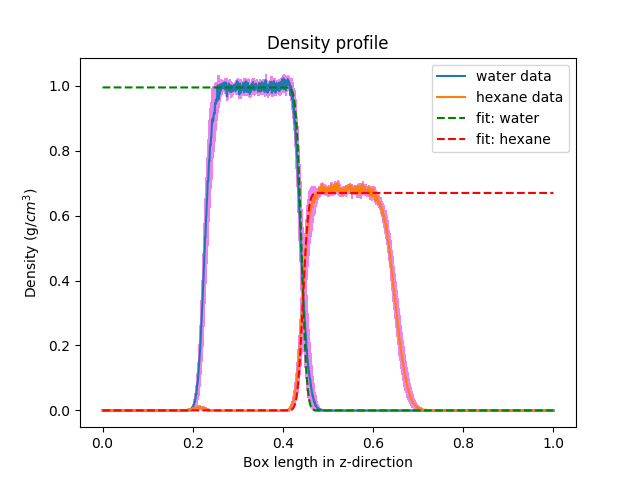 Density profile
water data
hexane data
fit: water
fit: hexane
Density (g/cm³)
1.0
0.8
0.6
0.4
0.2
0.0
0.0 0.2 0.4 0.6 0.8 1.0
Box length in z-direction